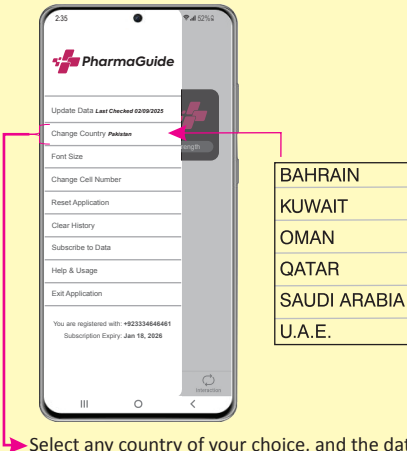 2:35
52%
PharmaGuide
Update Data Last Checked 02/09/2025
Change Country Pakistan
Font Size
Change Cell Number
Reset Application
Clear History
Subscribe to Data
Help & Usage
Exit Application
You are registered with: +923334646461
Subscription Expiry: Jan 18, 2026
Interaction
BAHRAIN
KUWAIT
OMAN
QATAR
SAUDI ARABIA
U.A.E.
Select any country of your choice, and the dat